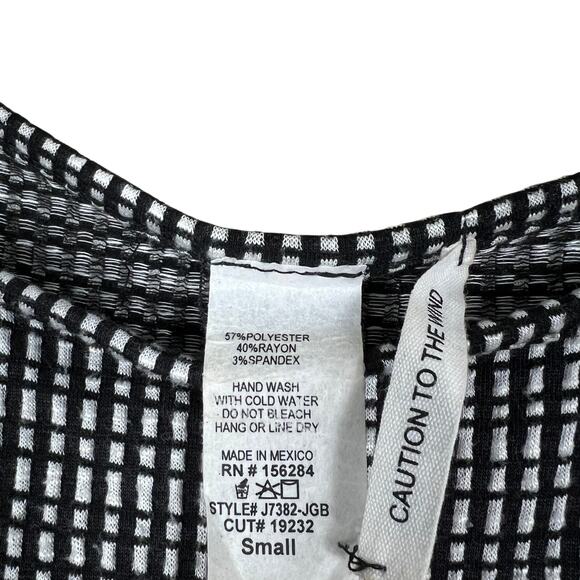 57%POLYESTER
40%RAYON
3%SPANDEX
HAND WASH
WITH COLD WATER
DO NOT BLEACH
HANG OR LINE DRY
MADE IN MEXICO
RN # 156284
STYLE# J7382-JGB
CUT# 19232
Small
CAUTION TO THE WIND